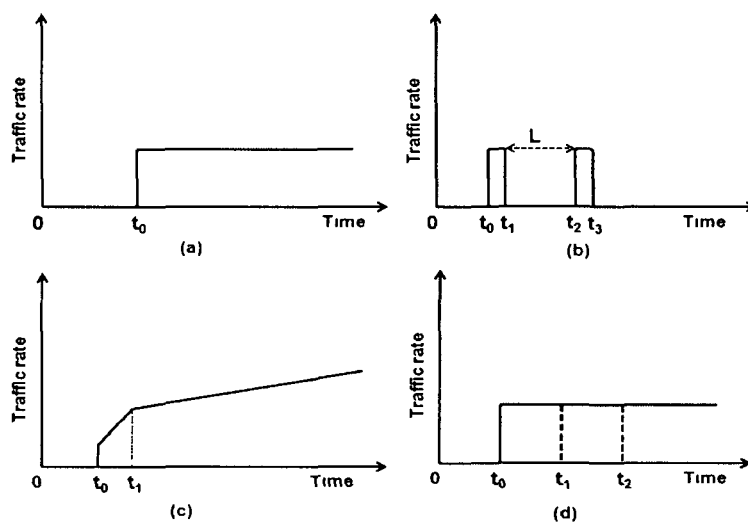 Traffic rate
0
t0
Time
(a)
Traffic rate
L
0
t0 t1 t2 t3
Time
(b)
Traffic rate
0
t0 t1
Time
(c)
Traffic rate
0
t0 t1 t2
Time
(d)